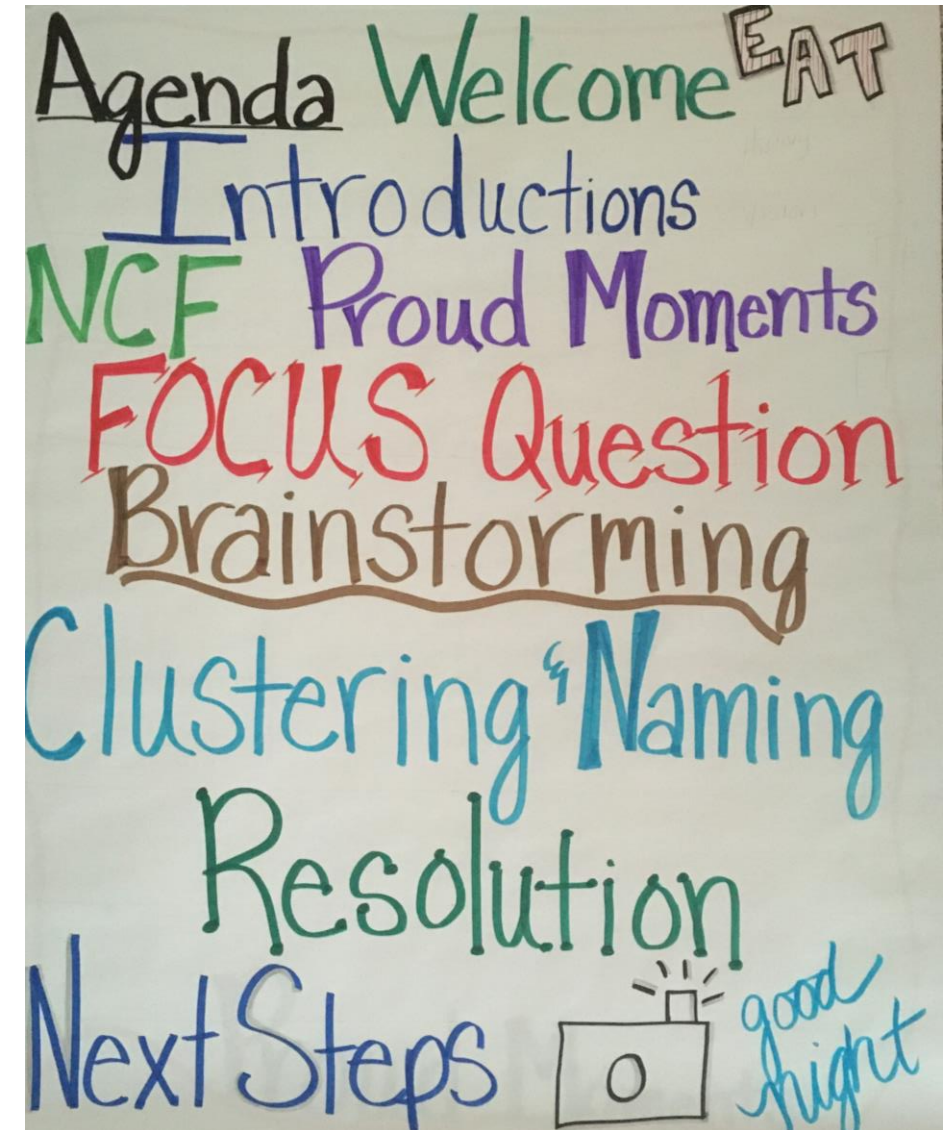 Agenda Welcome EAT
Introductions
NCF Proud Moments
FOCUS Question
Brainstorming
Clustering & Naming
Resolution
Next Steps good
night